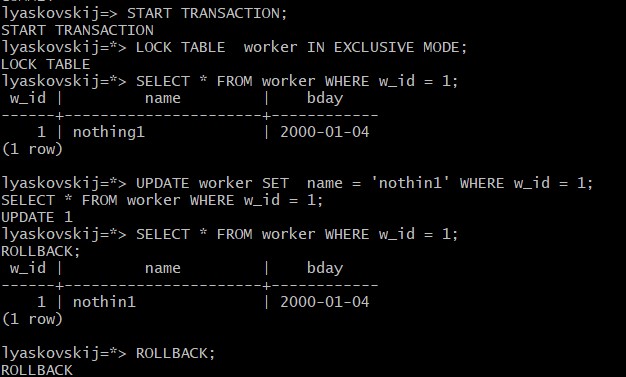 lyaskovskij=> START TRANSACTION;
START TRANSACTION
lyaskovskij=*> LOCK TABLE  worker IN EXCLUSIVE MODE;
LOCK TABLE
lyaskovskij=*> SELECT * FROM worker WHERE w_id = 1;
 w_id |          name          |    bday
------+------------------------+------------
    1 | nothing1               | 2000-01-04
(1 row)
lyaskovskij=*> UPDATE worker SET  name = 'nothin1' WHERE w_id = 1;
SELECT * FROM worker WHERE w_id = 1;
UPDATE 1
lyaskovskij=*> SELECT * FROM worker WHERE w_id = 1;
ROLLBACK;
 w_id |          name          |    bday
------+------------------------+------------
    1 | nothin1                | 2000-01-04
(1 row)
lyaskovskij=*> ROLLBACK;
ROLLBACK